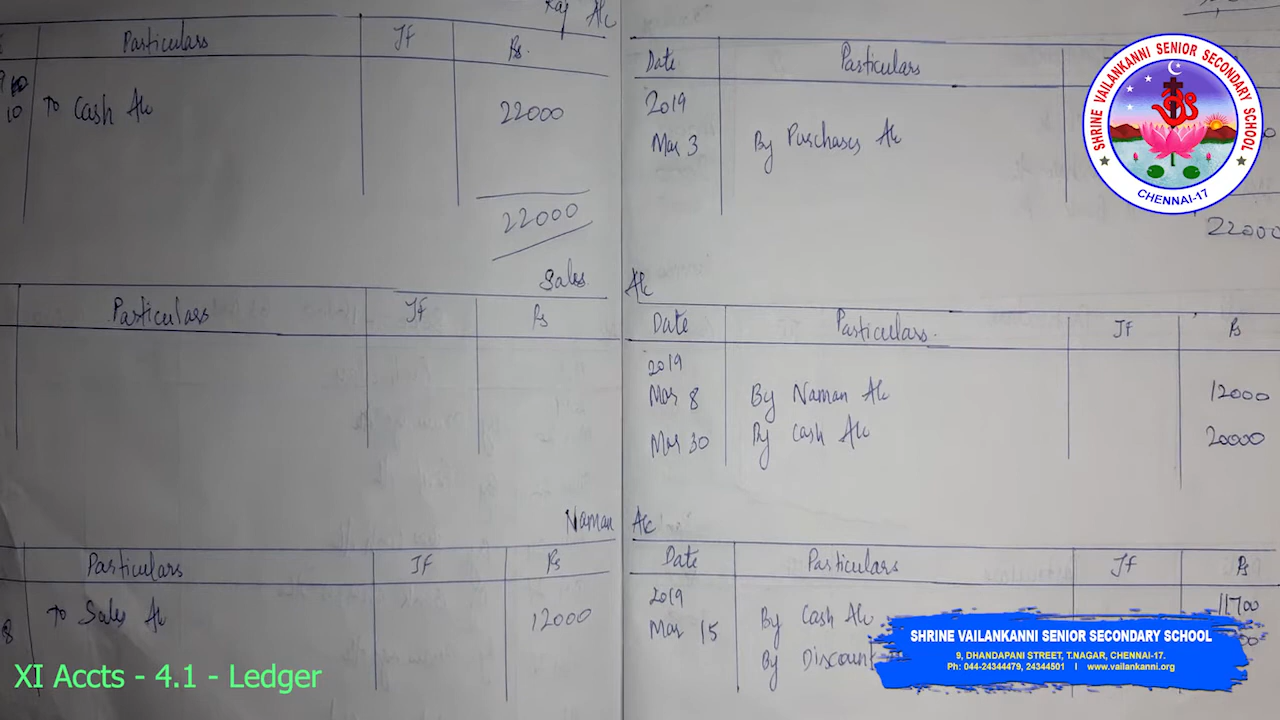 Raj A/c
Particulars JF Rs.
10 To Cash A/c 22000
22000
Date Particulars
2019
Mar 3 By Purchases A/c
22000
Sales A/c
Particulars JF Rs
Date Particulars. JF Rs
2019
Mar 8 By Naman A/c 12000
Mar 30 By Cash A/c 20000
Naman A/c
Particulars JF Rs
8 To Sales A/c 12000
Date Particulars JF Rs
2019
Mar 15 By Cash A/c 11700
By Discount
SHRINE VAILANKANNI SENIOR SECONDARY SCHOOL
CHENNAI-17
SHRINE VAILANKANNI SENIOR SECONDARY SCHOOL
9, DHANDAPANI STREET, T.NAGAR, CHENNAI-17.
Ph: 044-24344479, 24344501 I www.vailankanni.org
XI Accts - 4.1 - Ledger